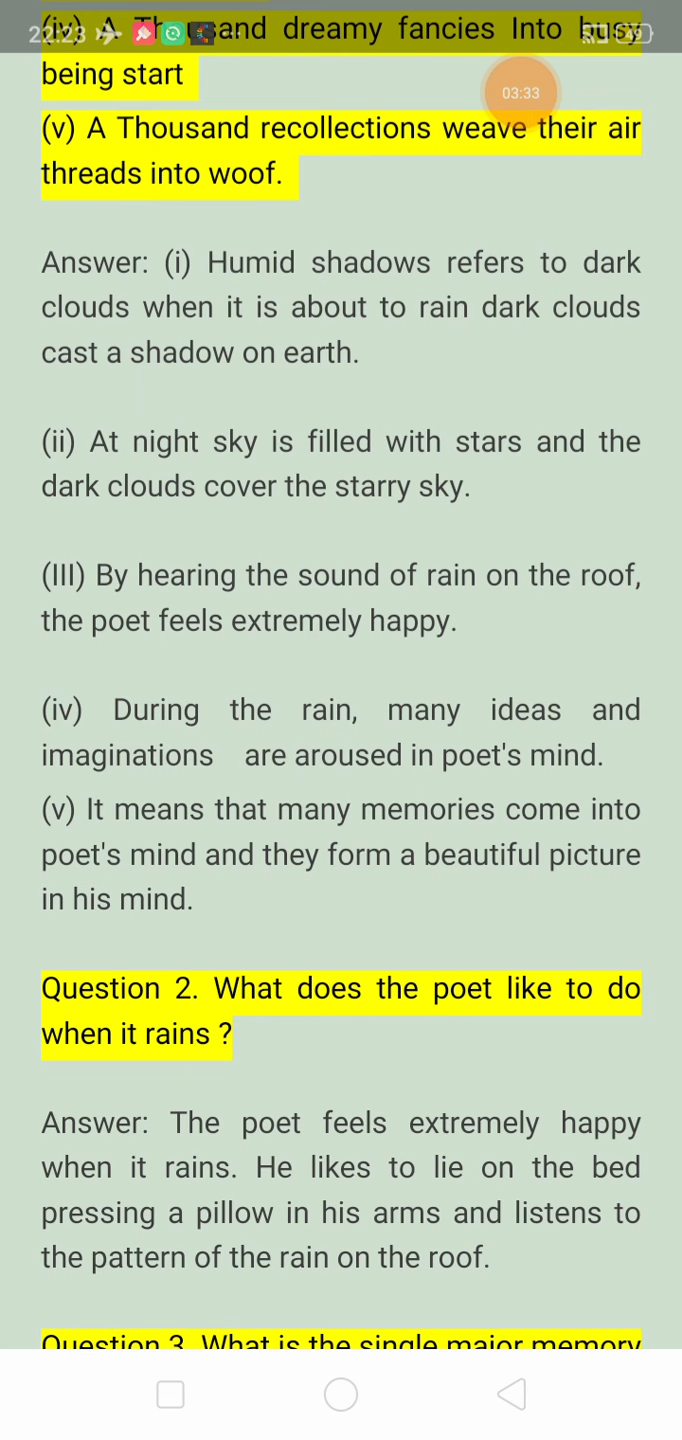 22:23
49
(iv) A Thousand dreamy fancies Into busy
being start
03:33
(v) A Thousand recollections weave their air
threads into woof.
Answer: (i) Humid shadows refers to dark
clouds when it is about to rain dark clouds
cast a shadow on earth.
(ii) At night sky is filled with stars and the
dark clouds cover the starry sky.
(III) By hearing the sound of rain on the roof,
the poet feels extremely happy.
(iv) During the rain, many ideas and
imaginations are aroused in poet's mind.
(v) It means that many memories come into
poet's mind and they form a beautiful picture
in his mind.
Question 2. What does the poet like to do
when it rains ?
Answer: The poet feels extremely happy
when it rains. He likes to lie on the bed
pressing a pillow in his arms and listens to
the pattern of the rain on the roof.
Question 3. What is the single major memory